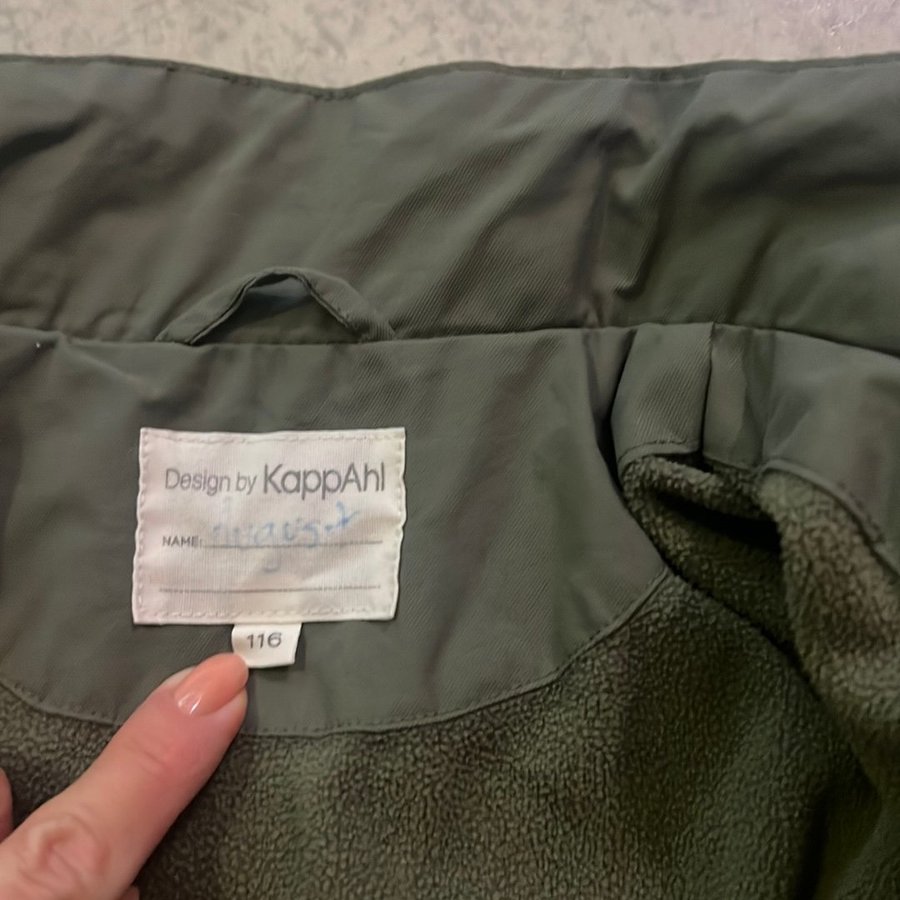 Design by KappAhl
NAME: August
116